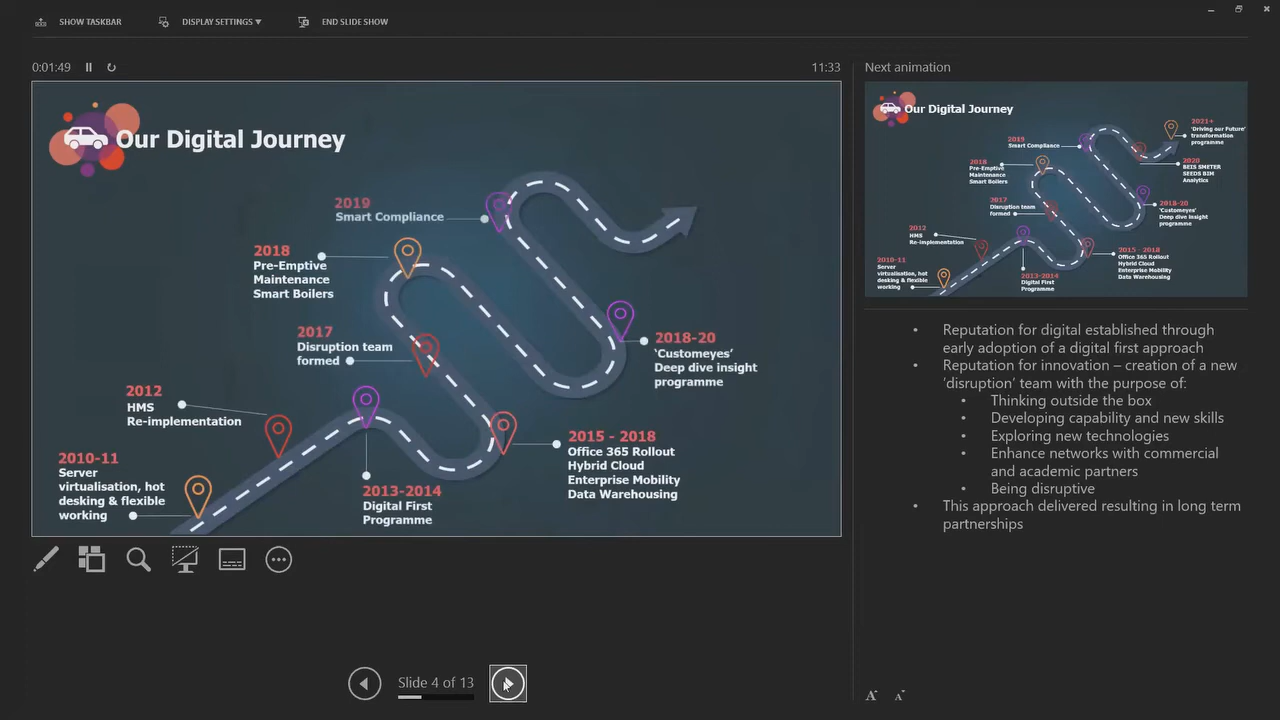 SHOW TASKBAR
DISPLAY SETTINGS ▼
END SLIDE SHOW
0:01:49
11:33
Next animation
Our Digital Journey
2019
Smart Compliance
2018
Pre-Emptive
Maintenance
Smart Boilers
2017
Disruption team
formed
2018-20
‘Customeyes’
Deep dive insight
programme
2012
HMS
Re-implementation
2015 - 2018
Office 365 Rollout
Hybrid Cloud
Enterprise Mobility
Data Warehousing
2010-11
Server
virtualisation, hot
desking & flexible
working
2013-2014
Digital First
Programme
Our Digital Journey
2021+
‘Driving our Future’
transformation
programme
2019
Smart Compliance
2020
BEIS SMETER
SEEDS BIM
Analytics
2018
Pre-Emptive
Maintenance
Smart Boilers
2017
Disruption team
formed
2018-20
‘Customeyes’
Deep dive insight
programme
2012
HMS
Re-implementation
2015 - 2018
Office 365 Rollout
Hybrid Cloud
Enterprise Mobility
Data Warehousing
2010-11
Server
virtualisation, hot
desking & flexible
working
2013-2014
Digital First
Programme
• Reputation for digital established through
early adoption of a digital first approach
• Reputation for innovation – creation of a new
‘disruption’ team with the purpose of:
• Thinking outside the box
• Developing capability and new skills
• Exploring new technologies
• Enhance networks with commercial
and academic partners
• Being disruptive
• This approach delivered resulting in long term
partnerships
Slide 4 of 13
A A